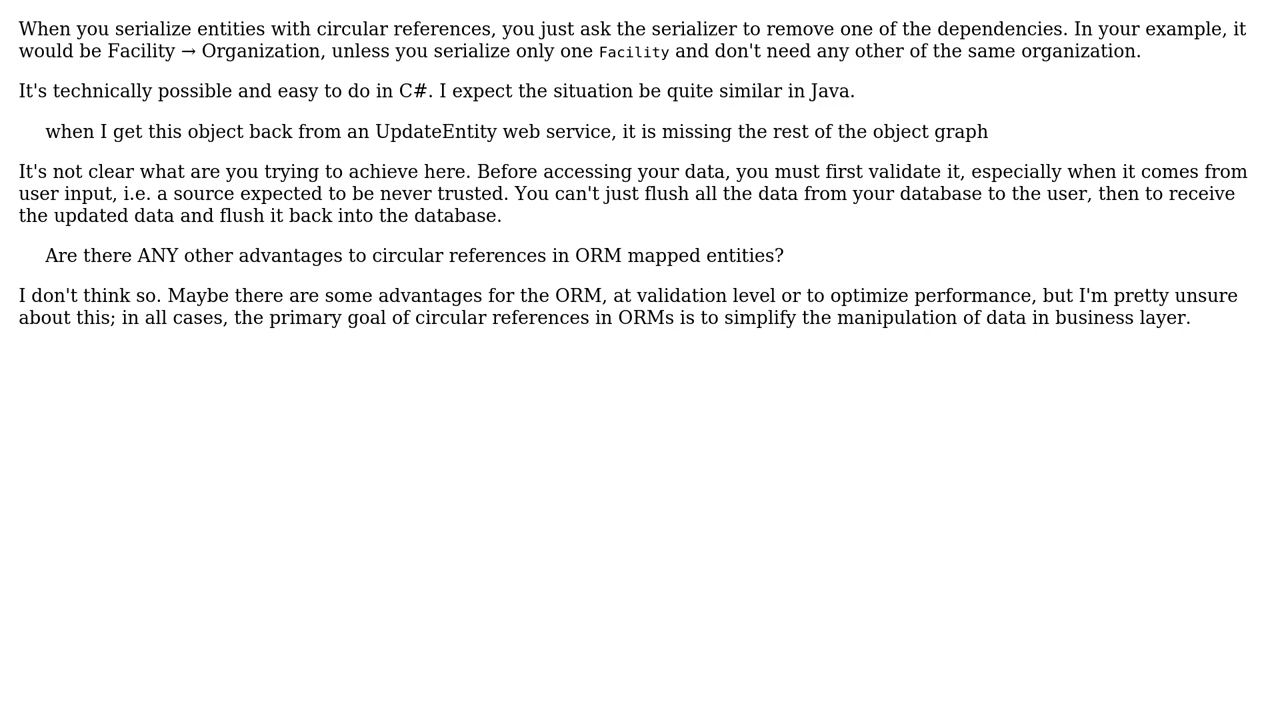 When you serialize entities with circular references, you just ask the serializer to remove one of the dependencies. In your example, it
would be Facility → Organization, unless you serialize only one Facility and don't need any other of the same organization.
It's technically possible and easy to do in C#. I expect the situation be quite similar in Java.
when I get this object back from an UpdateEntity web service, it is missing the rest of the object graph
It's not clear what are you trying to achieve here. Before accessing your data, you must first validate it, especially when it comes from
user input, i.e. a source expected to be never trusted. You can't just flush all the data from your database to the user, then to receive
the updated data and flush it back into the database.
Are there ANY other advantages to circular references in ORM mapped entities?
I don't think so. Maybe there are some advantages for the ORM, at validation level or to optimize performance, but I'm pretty unsure
about this; in all cases, the primary goal of circular references in ORMs is to simplify the manipulation of data in business layer.